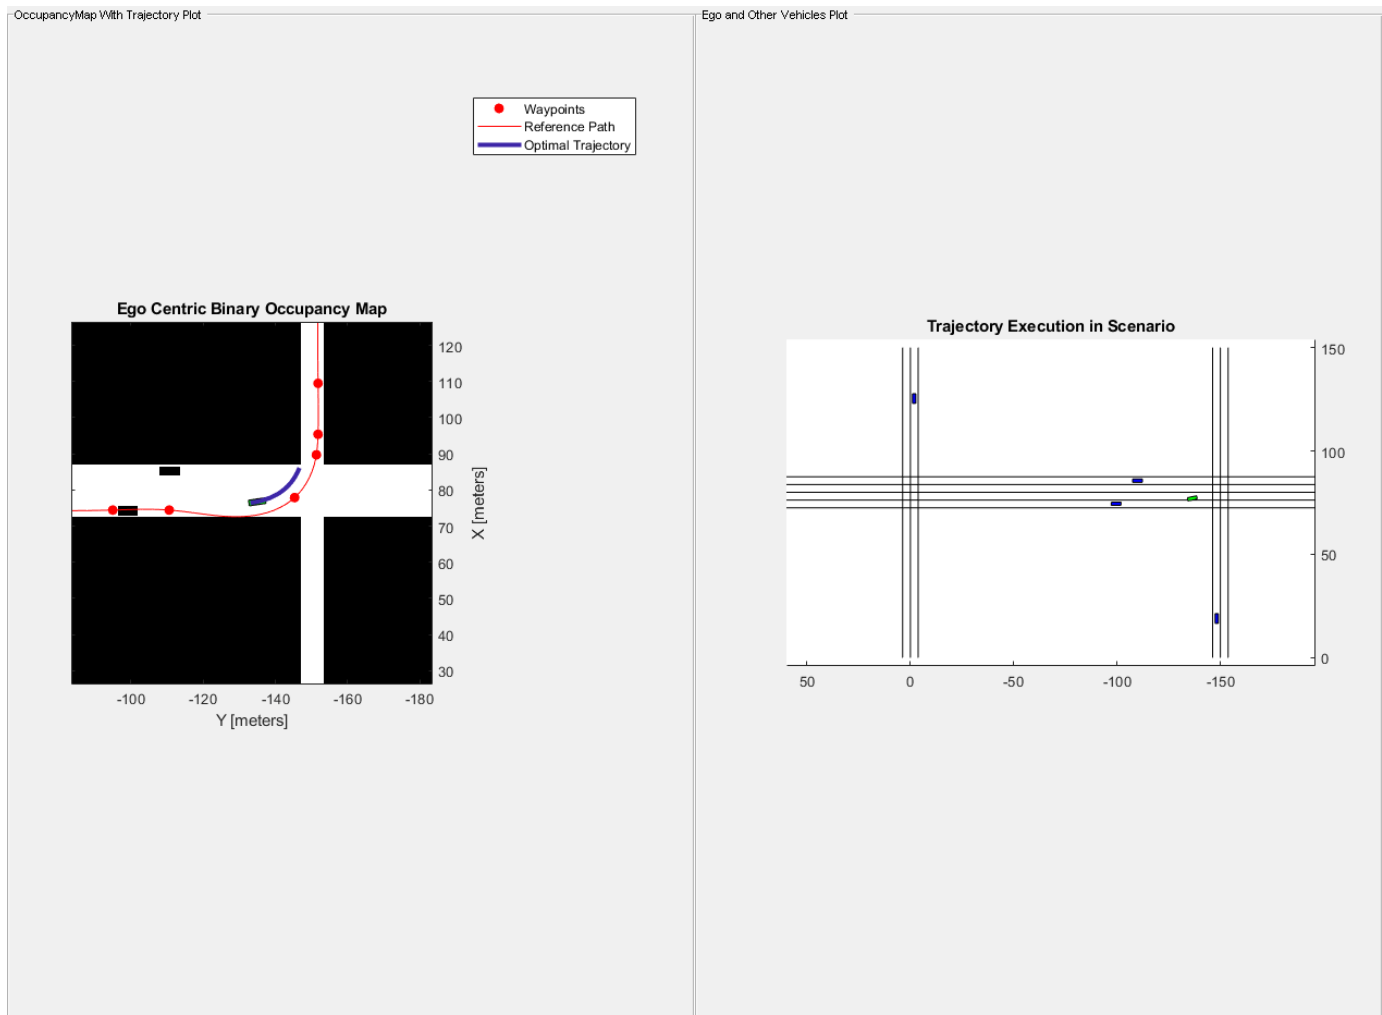 OccupancyMap With Trajectory Plot
Ego and Other Vehicles Plot
Waypoints
Reference Path
Optimal Trajectory
Ego Centric Binary Occupancy Map
120
110
100
90
80
70
60
50
40
30
X [meters]
-100 -120 -140 -160 -180
Y [meters]
Trajectory Execution in Scenario
150
100
50
0
50 0 -50 -100 -150